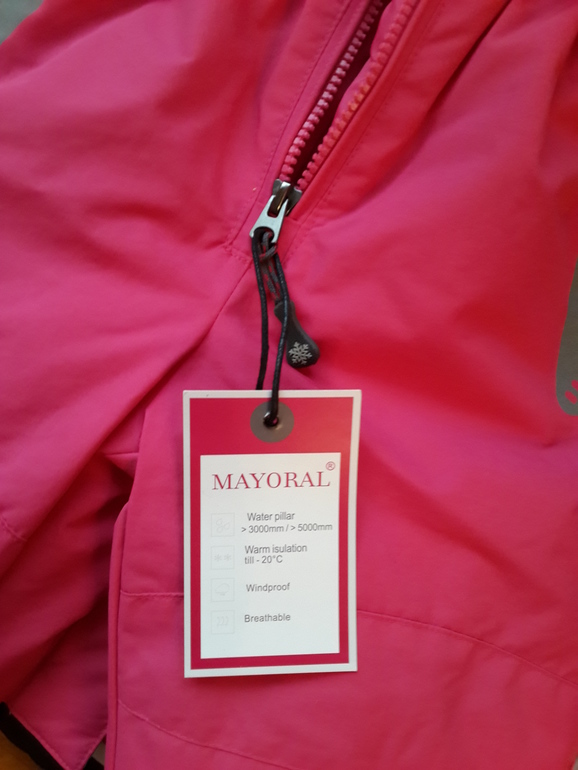 MAYORAL®
Water pillar
> 3000mm / > 5000mm
Warm isulation
till - 20°C
Windproof
Breathable